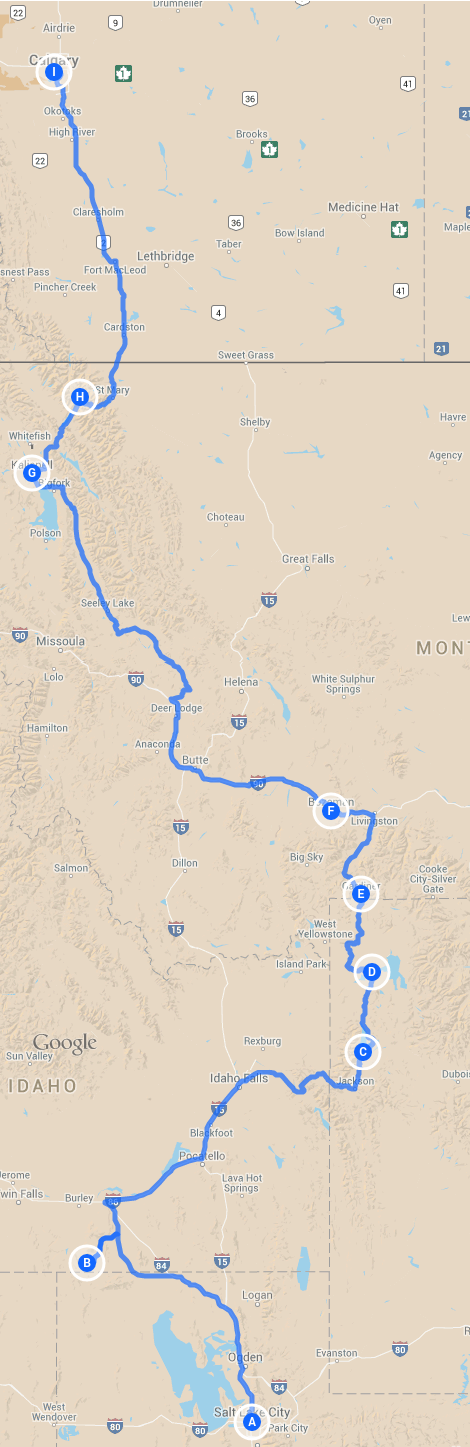 Drumheller
22
9
Oyen
Airdrie
Calgary
I
1
41
36
Okotoks
21
High River
Brooks
1
22
Medicine Hat
Claresholm
36
Bow Island
1
Maple
2
Taber
Lethbridge
snest Pass
Fort MacLeod
Pincher Creek
41
4
Cardston
21
Sweet Grass
St Mary
H
Havre
Shelby
Whitefish
Agency
Kalispell
G
Bigfork
Choteau
Polson
Great Falls
15
Seeley Lake
Lew
90
Missoula
MONT
Lolo
90
Helena
White Sulphur
Springs
Deer Lodge
15
Hamilton
Anaconda
Butte
90
Bozeman
F
Livingston
15
Big Sky
Dillon
Salmon
Cooke
City-Silver
Gate
Gardiner
E
15
West
Yellowstone
Island Park
D
Google
Rexburg
C
Sun Valley
IDAHO
Idaho Falls
Jackson
Dubois
15
Blackfoot
Pocatello
Jerome
Lava Hot
Springs
win Falls
Burley
86
B
84
15
Logan
Ogden
Evanston
80
84
Salt Lake City
A
West
Wendover
80
80
Park City